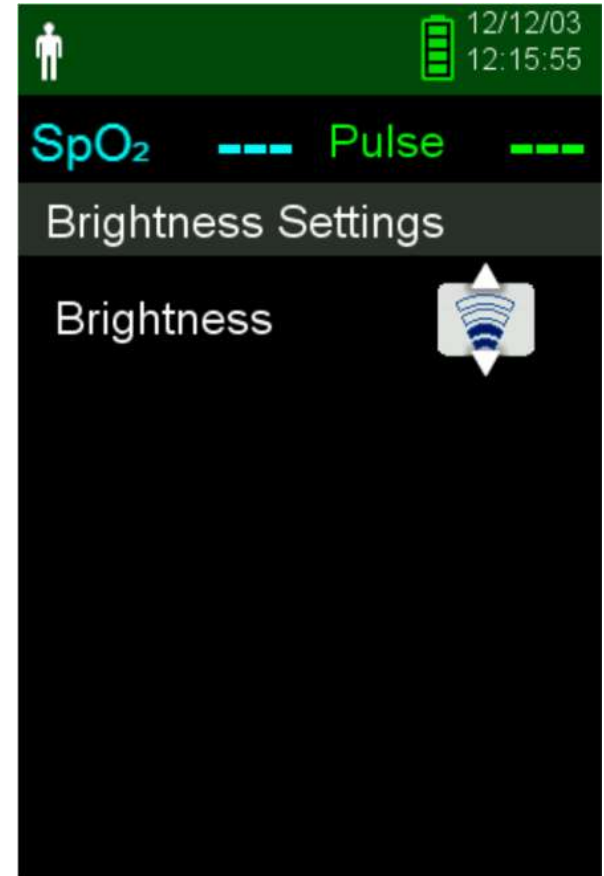 12/12/03
12:15:55
SpO₂ --- Pulse ---
Brightness Settings
Brightness